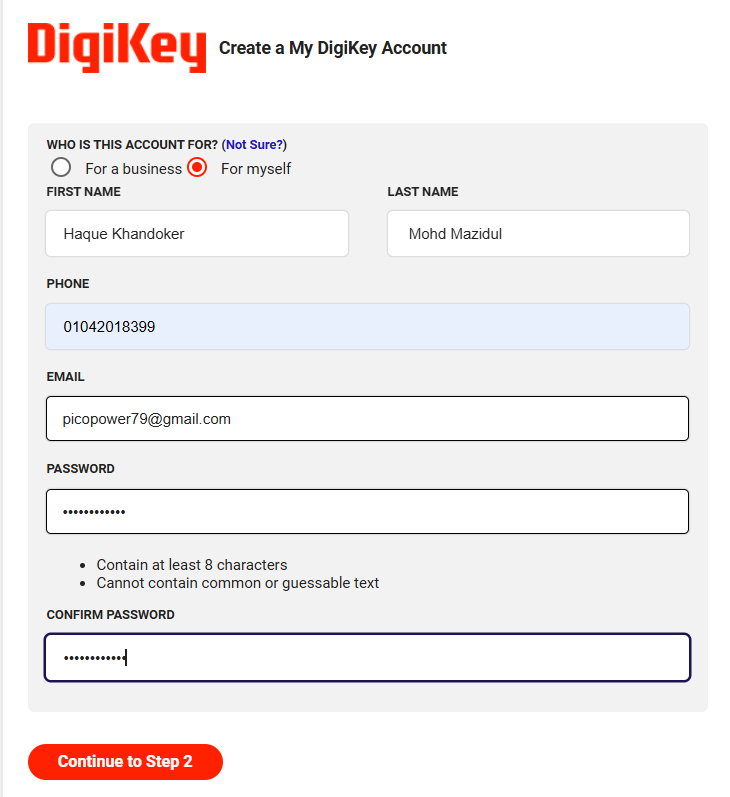 DigiKey Create a My DigiKey Account
WHO IS THIS ACCOUNT FOR? (Not Sure?)
For a business For myself
FIRST NAME LAST NAME
Haque Khandoker Mohd Mazidul
PHONE
01042018399
EMAIL
picopower79@gmail.com
PASSWORD
••••••••••••
• Contain at least 8 characters
• Cannot contain common or guessable text
CONFIRM PASSWORD
••••••••••••
Continue to Step 2